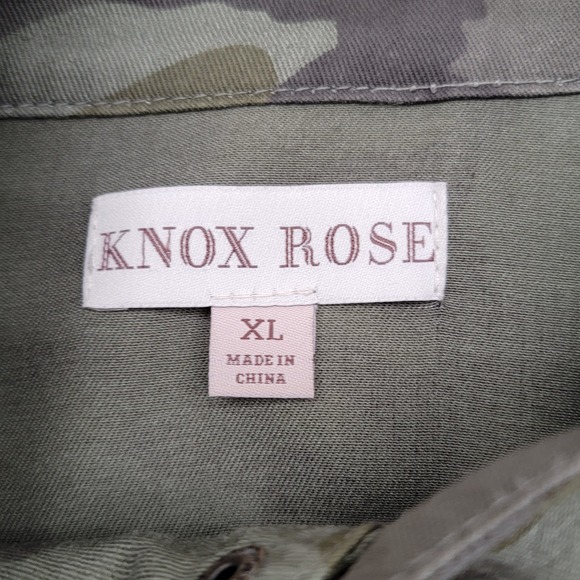 KNOX ROSE
XL
MADE IN
CHINA